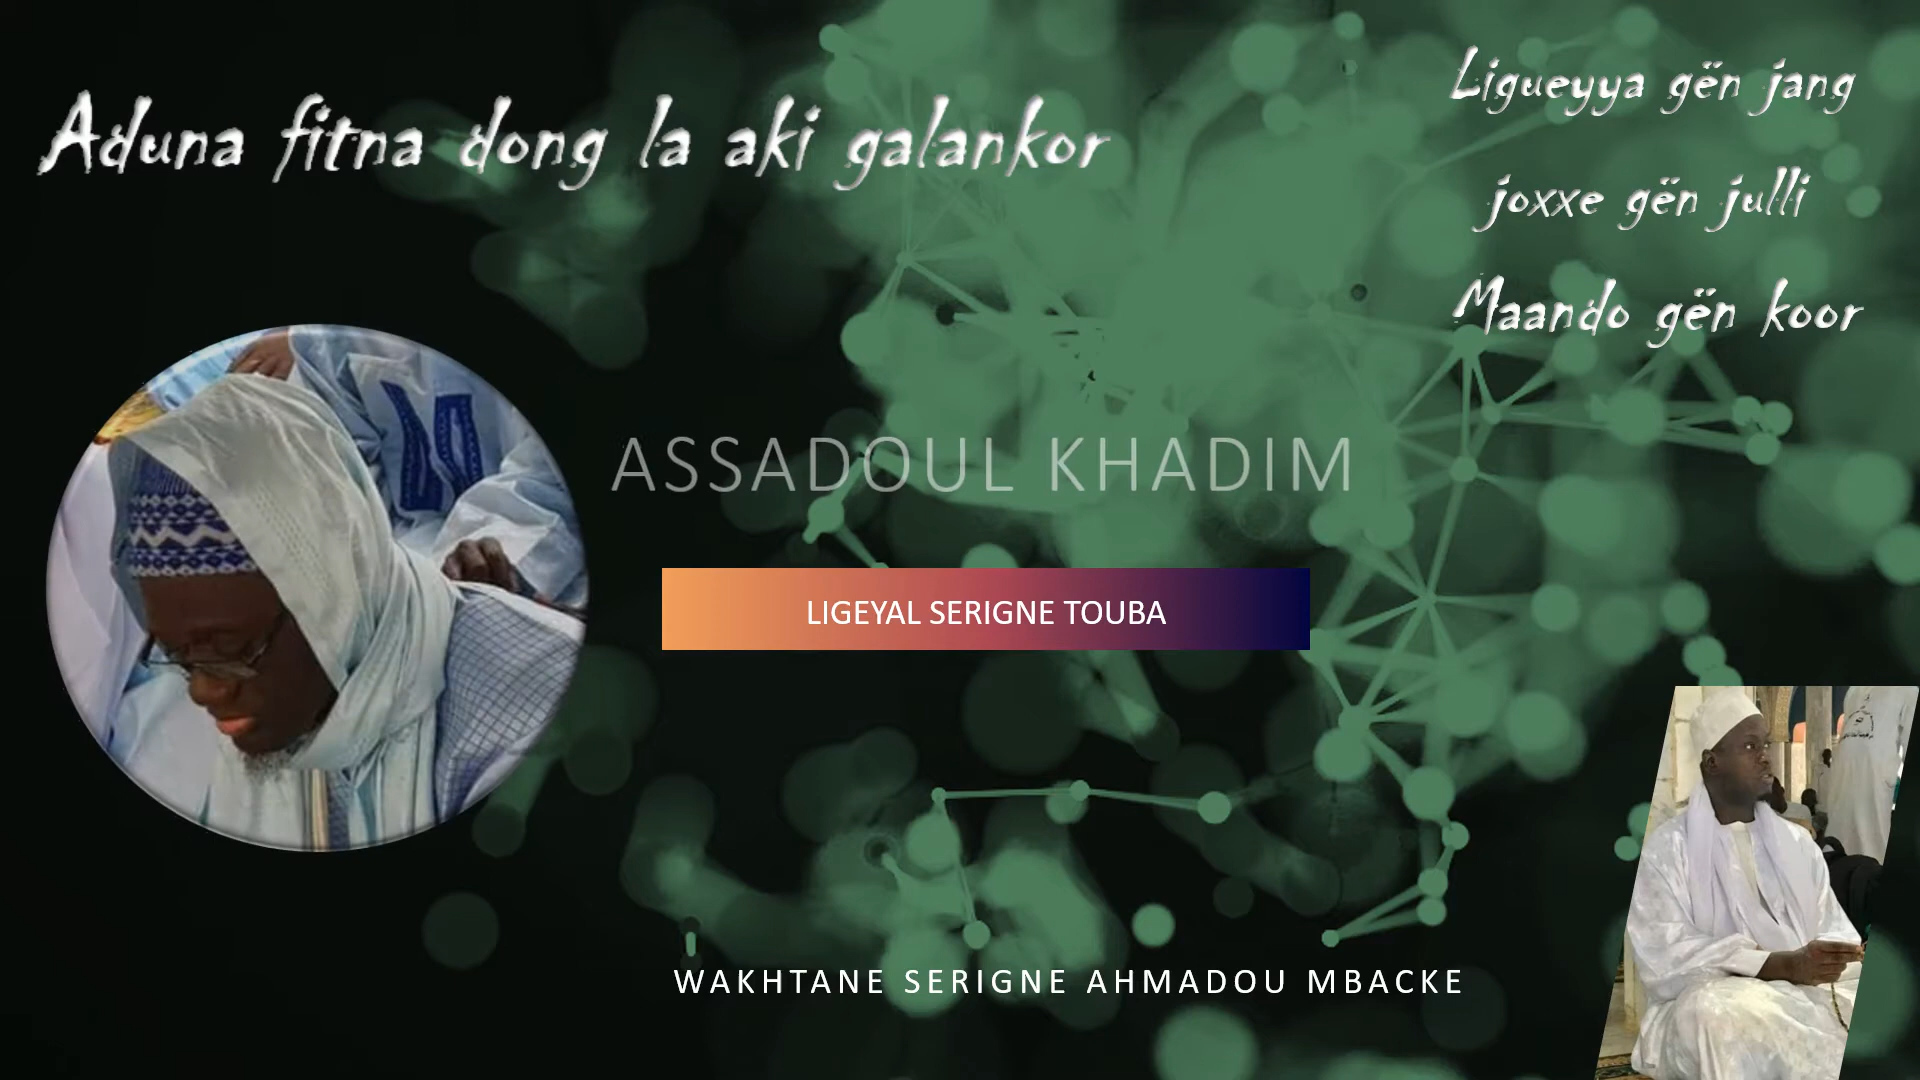 Aduna fitna dong la aki galankor
Ligueyya gën jang
joxxe gën julli
Maando gën koor
ASSADOUL KHADIM
LIGEYAL SERIGNE TOUBA
WAKHTANE SERIGNE AHMADOU MBACKE